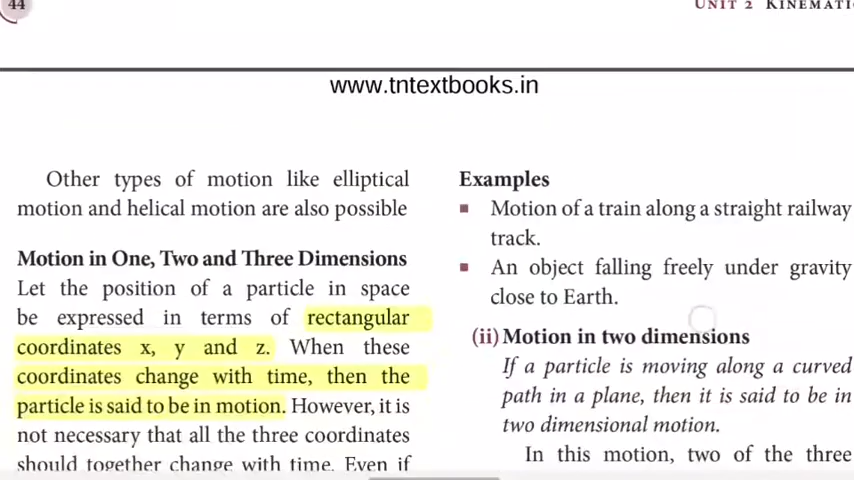 44
UNIT 2 KINEMATI
www.tntextbooks.in
Other types of motion like elliptical
motion and helical motion are also possible
Motion in One, Two and Three Dimensions
Let the position of a particle in space
be expressed in terms of rectangular
coordinates x, y and z. When these
coordinates change with time, then the
particle is said to be in motion. However, it is
not necessary that all the three coordinates
should together change with time. Even if
Examples
■ Motion of a train along a straight railway
track.
■ An object falling freely under gravity
close to Earth.
(ii) Motion in two dimensions
If a particle is moving along a curved
path in a plane, then it is said to be in
two dimensional motion.
In this motion, two of the three